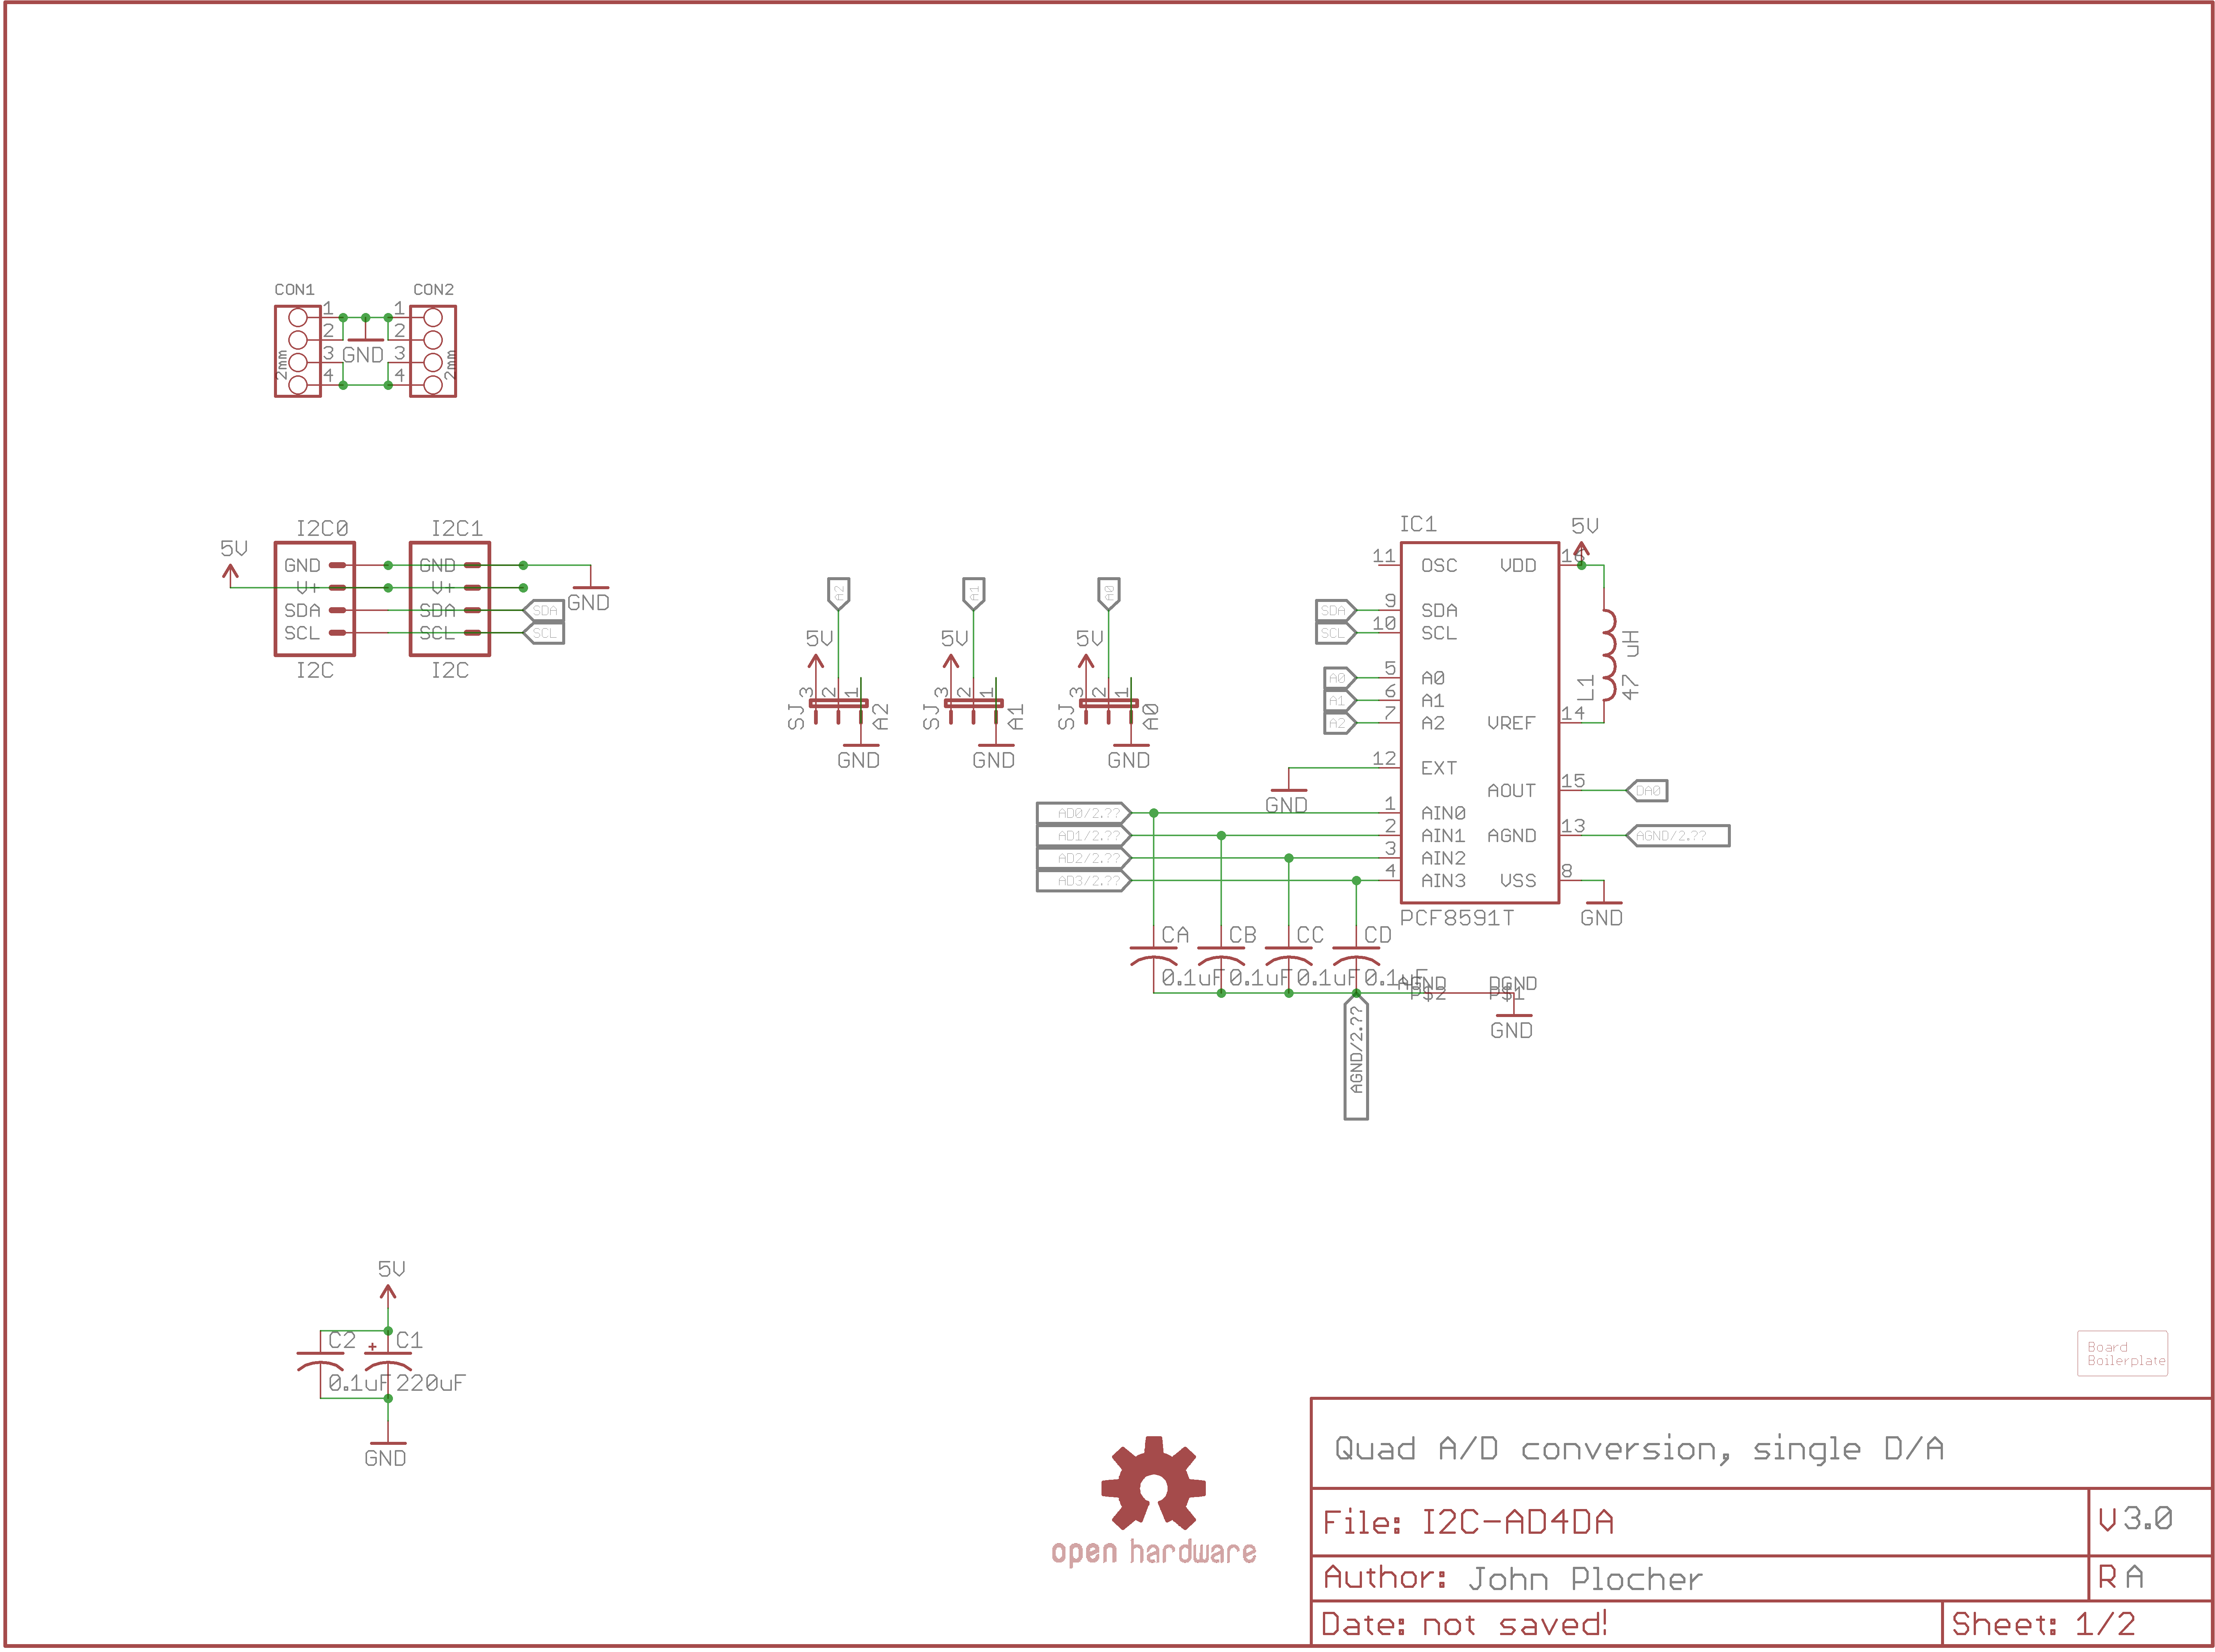 CON1
CON2
1
2
3
4
2mm
GND
1
2
3
4
2mm
5V
I2C0
GND
V+
SDA
SCL
I2C
I2C1
GND
V+
SDA
SCL
I2C
SDA
SCL
GND
A2
5V
3
2
1
SJ
A2
GND
A1
5V
3
2
1
SJ
A1
GND
A0
5V
3
2
1
SJ
A0
GND
IC1
5V
11
OSC
VDD
16
SDA
9
SDA
SCL
10
SCL
A0
5
A0
A1
6
A1
A2
7
A2
VREF
14
L1
47 uH
12
EXT
GND
AOUT
15
DA0
AD0/2.??
1
AIN0
AD1/2.??
2
AIN1
AGND
13
AGND/2.??
AD2/2.??
3
AIN2
AD3/2.??
4
AIN3
VSS
8
GND
PCF8591T
CA
0.1uF
CB
0.1uF
CC
0.1uF
CD
0.1uF
AGND
PS2
DGND
PS1
GND
AGND/2.??
5V
C2
0.1uF
C1
220uF
GND
Board
Boilerplate
open hardware
Quad A/D conversion, single D/A
File: I2C-AD4DA
V 3.0
Author: John Plocher
R A
Date: not saved!
Sheet: 1/2